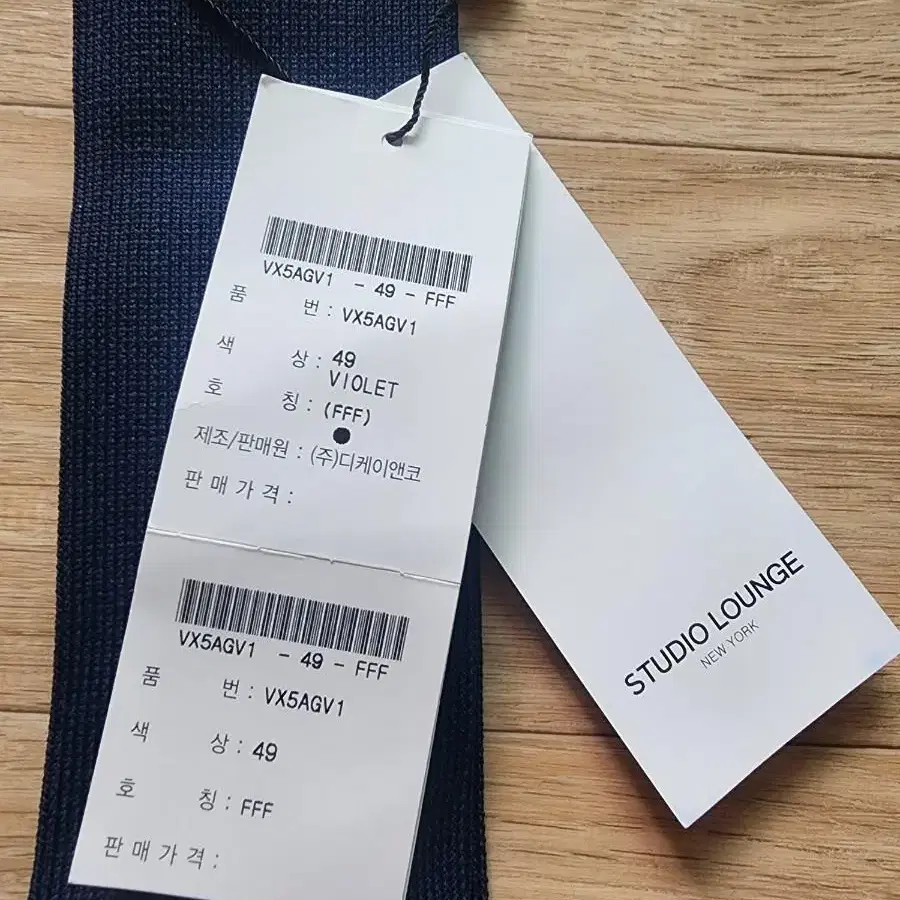 VX5AGV1 - 49 - FFF
품 번 : VX5AGV1
색 상 : 49
VIOLET
호 칭 : (FFF)
제조/판매원 : (주)디케이앤코
판매가격 :
VX5AGV1 - 49 - FFF
품 번 : VX5AGV1
색 상 : 49
호 칭 : FFF
판매가격 :
STUDIO LOUNGE
NEW YORK